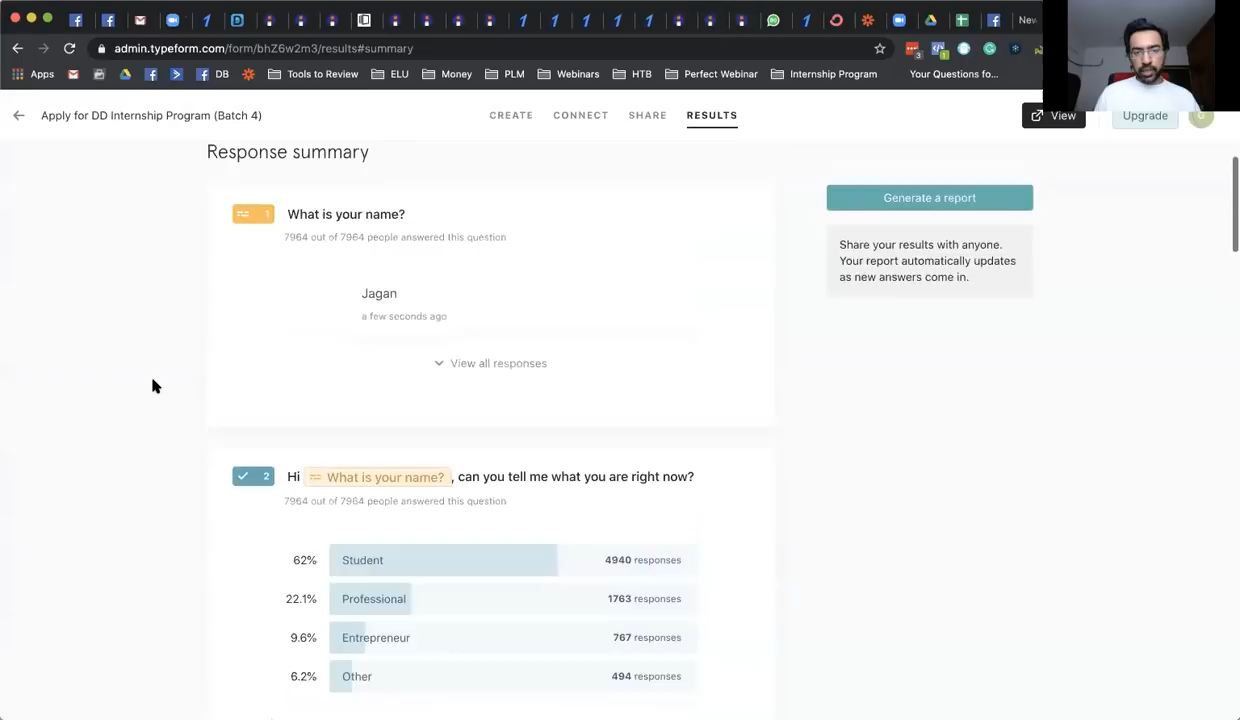 New
admin.typeform.com/form/bhZ6w2m3/results#summary
3
1
Apps
DB
Tools to Review
ELU
Money
PLM
Webinars
HTB
Perfect Webinar
Internship Program
Your Questions fo...
Apply for DD Internship Program (Batch 4)
CREATE
CONNECT
SHARE
RESULTS
View
Upgrade
G
Response summary
Generate a report
Share your results with anyone.
Your report automatically updates
as new answers come in.
1
What is your name?
7964 out of 7964 people answered this question
Jagan
a few seconds ago
View all responses
2
Hi What is your name? , can you tell me what you are right now?
7964 out of 7964 people answered this question
62% Student 4940 responses
22.1% Professional 1763 responses
9.6% Entrepreneur 767 responses
6.2% Other 494 responses